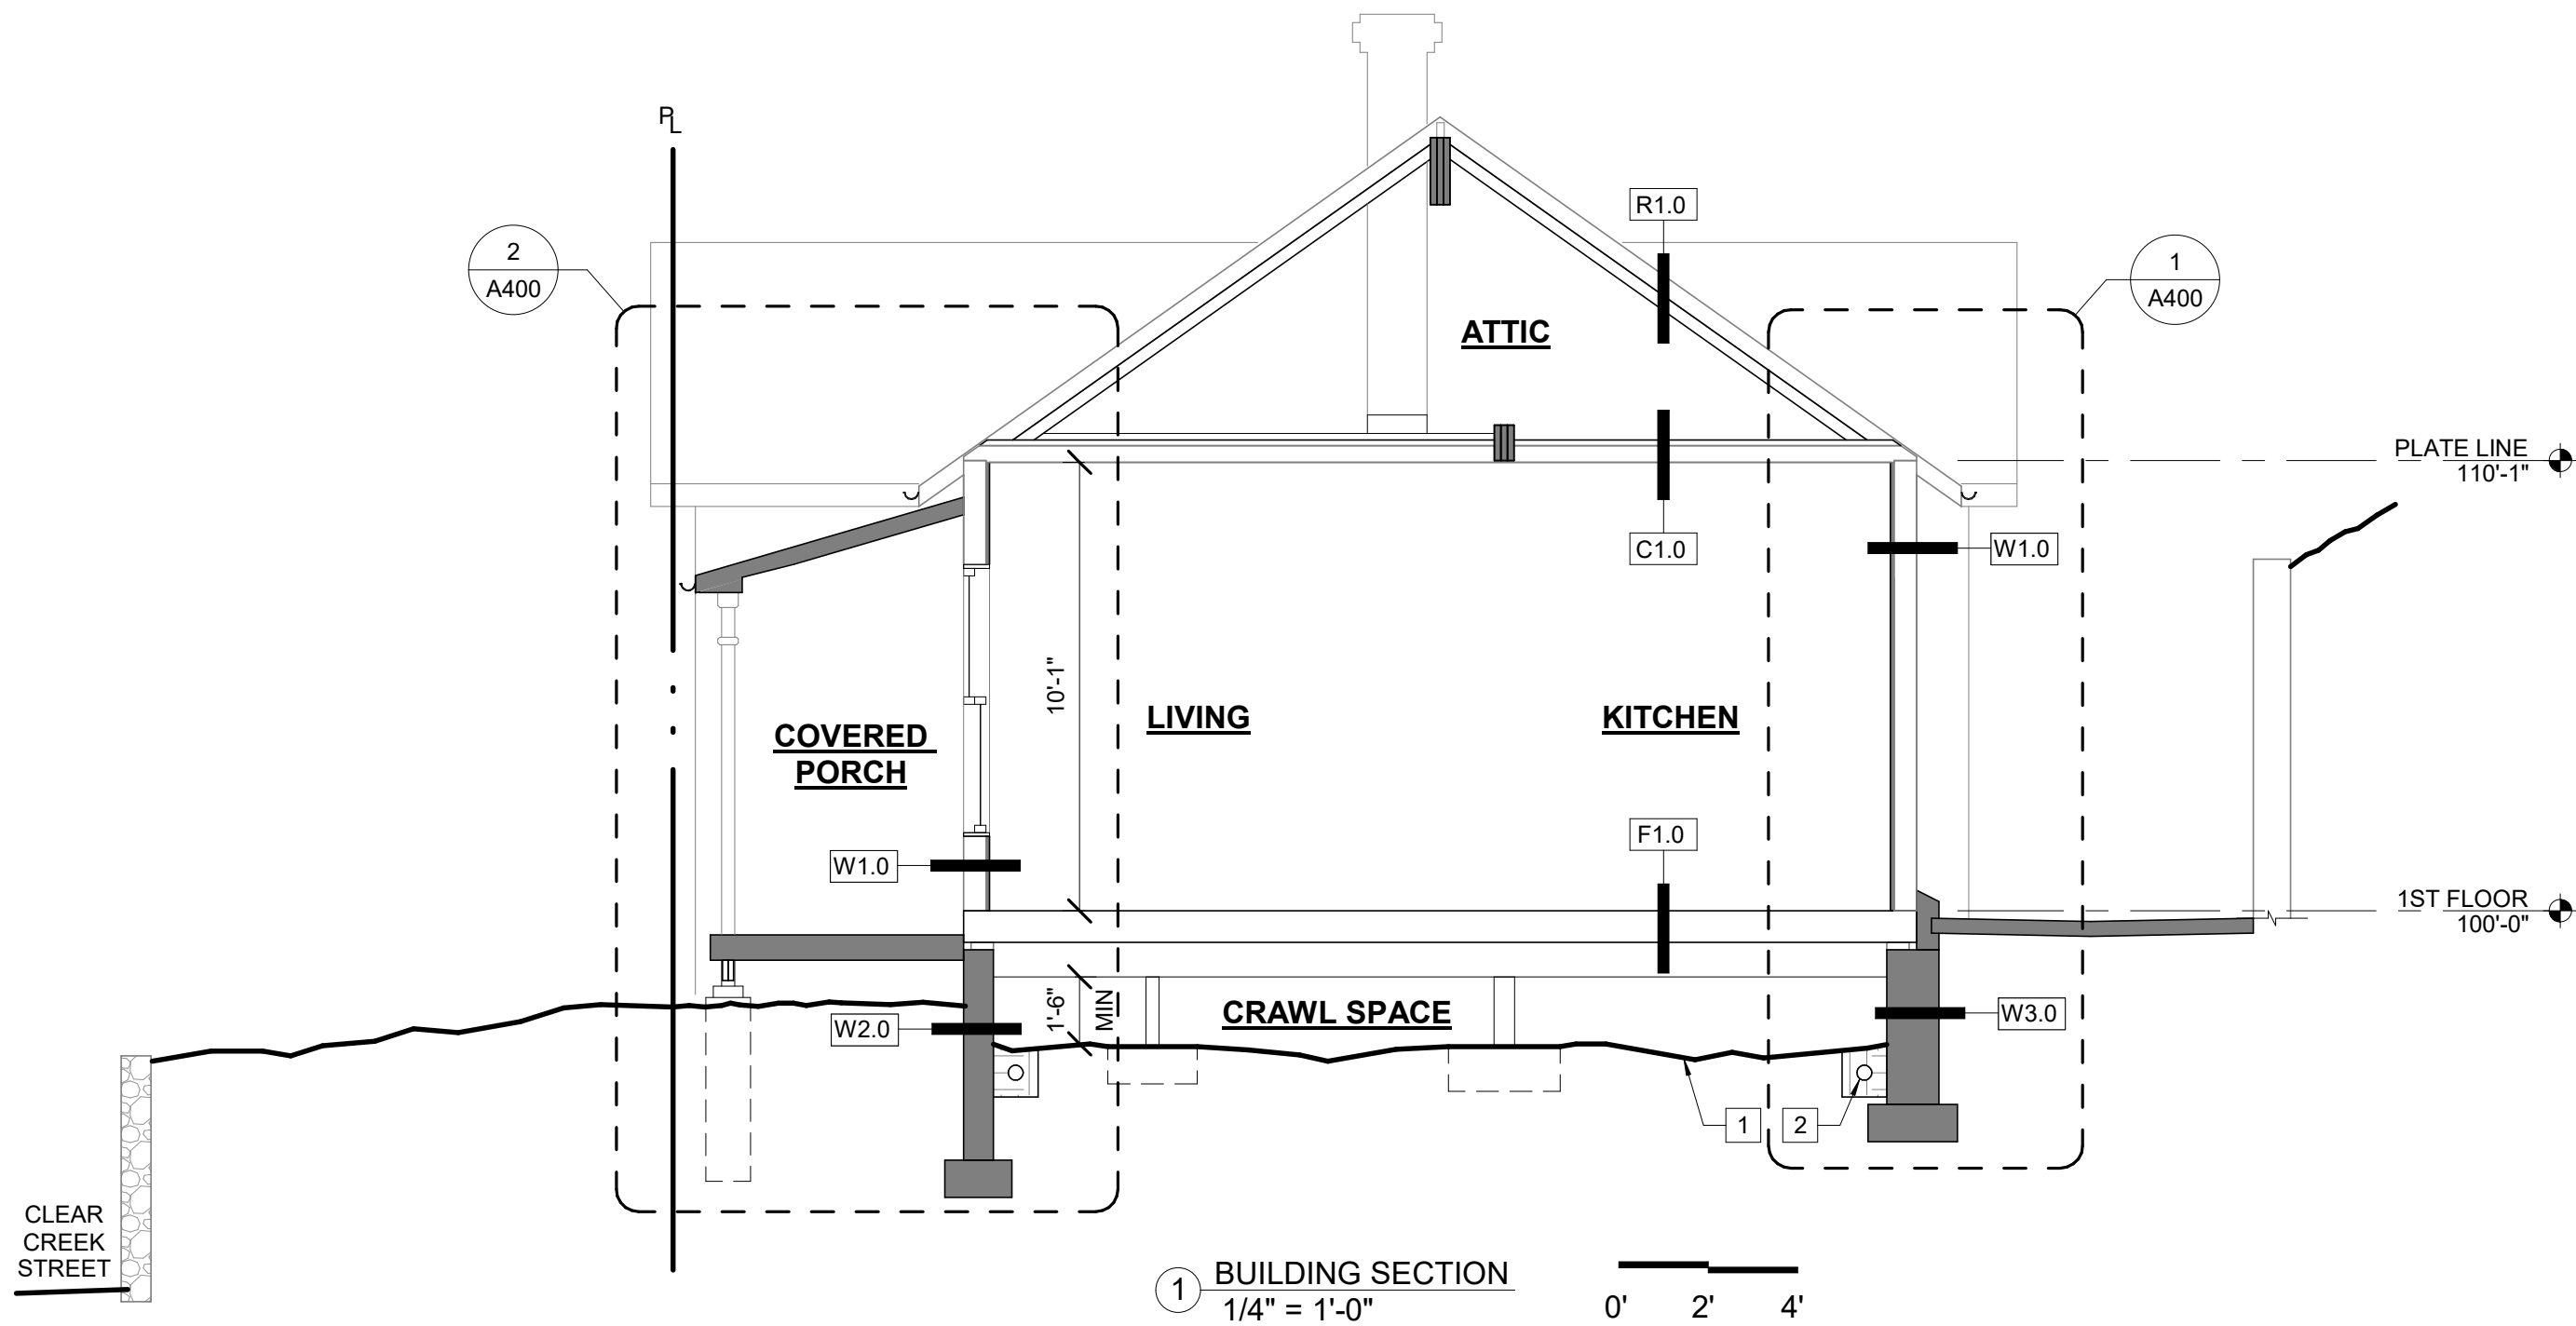 PL
2
A400
R1.0
1
A400
ATTIC
PLATE LINE
110'-1"
C1.0
W1.0
10'-1"
LIVING
KITCHEN
COVERED
PORCH
F1.0
W1.0
1ST FLOOR
100'-0"
1'-6"
MIN
CRAWL SPACE
W2.0
W3.0
1
2
CLEAR
CREEK
STREET
1
BUILDING SECTION
1/4" = 1'-0"
0' 2' 4'